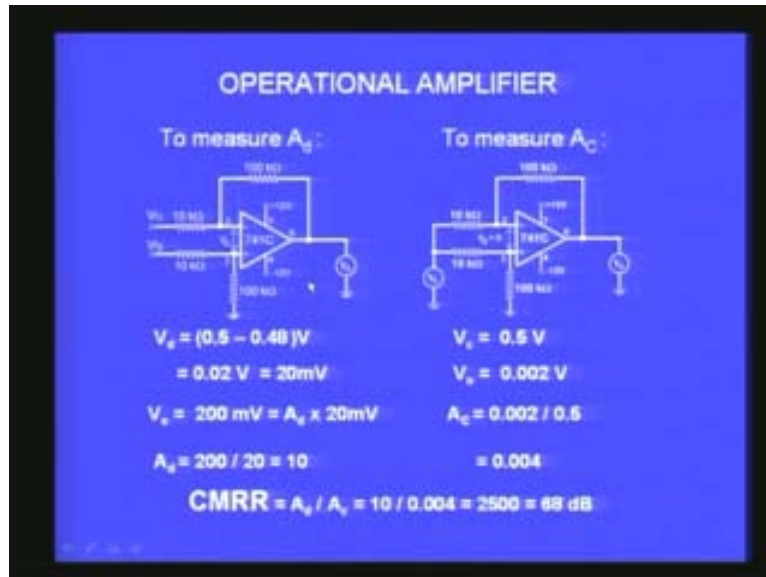 OPERATIONAL AMPLIFIER
To measure Ad :
100 KΩ
10 KΩ
741C
10 KΩ
100 KΩ
Vd = (0.5 – 0.48 )V
= 0.02 V = 20mV
Vo = 200 mV = Ad x 20mV
Ad = 200 / 20 = 10
To measure AC :
100 KΩ
10 KΩ
741C
10 KΩ
100 KΩ
Vc = 0.5 V
Vo = 0.002 V
AC = 0.002 / 0.5
= 0.004
CMRR = Ad / Ac = 10 / 0.004 = 2500 = 68 dB